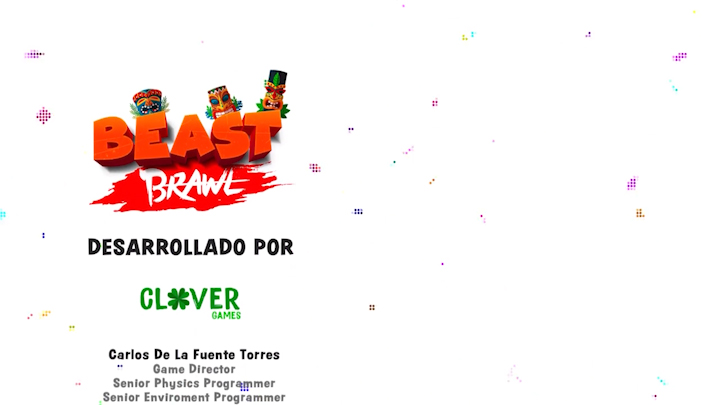 BEAST
BRAWL
DESARROLLADO POR
CLOVER
GAMES
Carlos De La Fuente Torres
Game Director
Senior Physics Programmer
Senior Enviroment Programmer